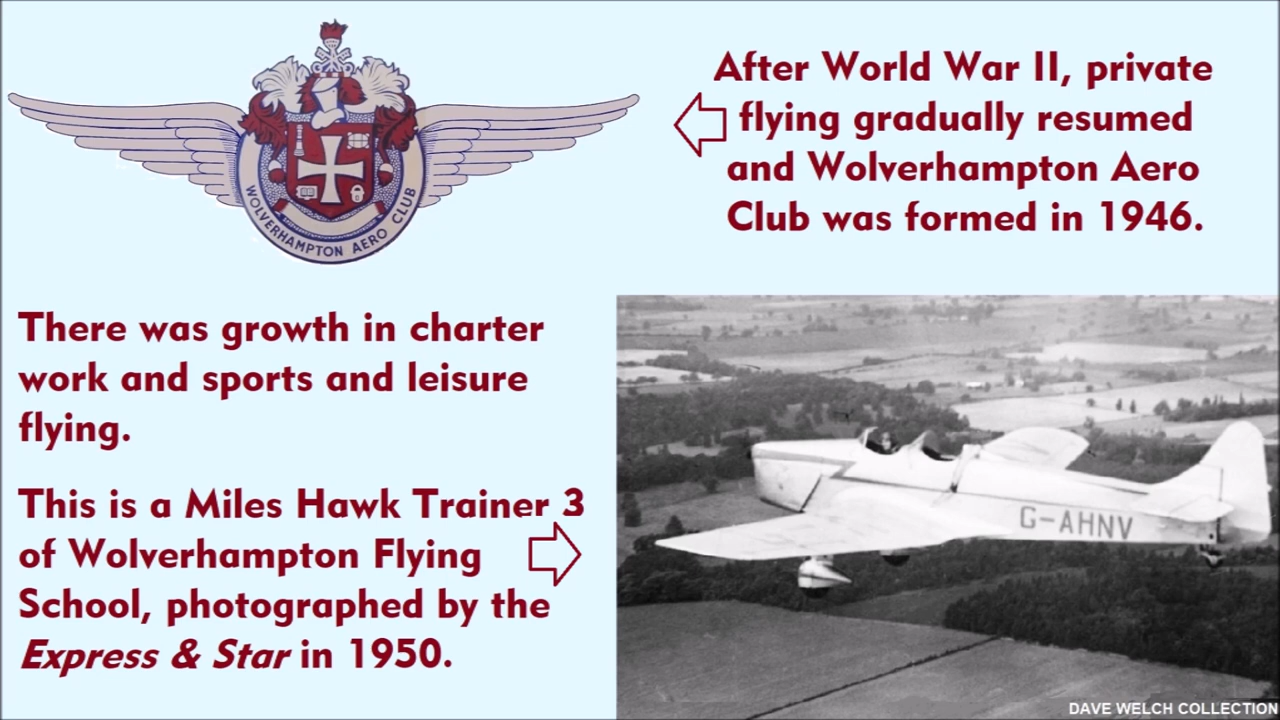 WOLVERHAMPTON AERO CLUB
After World War II, private
flying gradually resumed
and Wolverhampton Aero
Club was formed in 1946.
There was growth in charter
work and sports and leisure
flying.
This is a Miles Hawk Trainer 3
of Wolverhampton Flying
School, photographed by the
Express & Star in 1950.
G-AHNV
DAVE WELCH COLLECTION